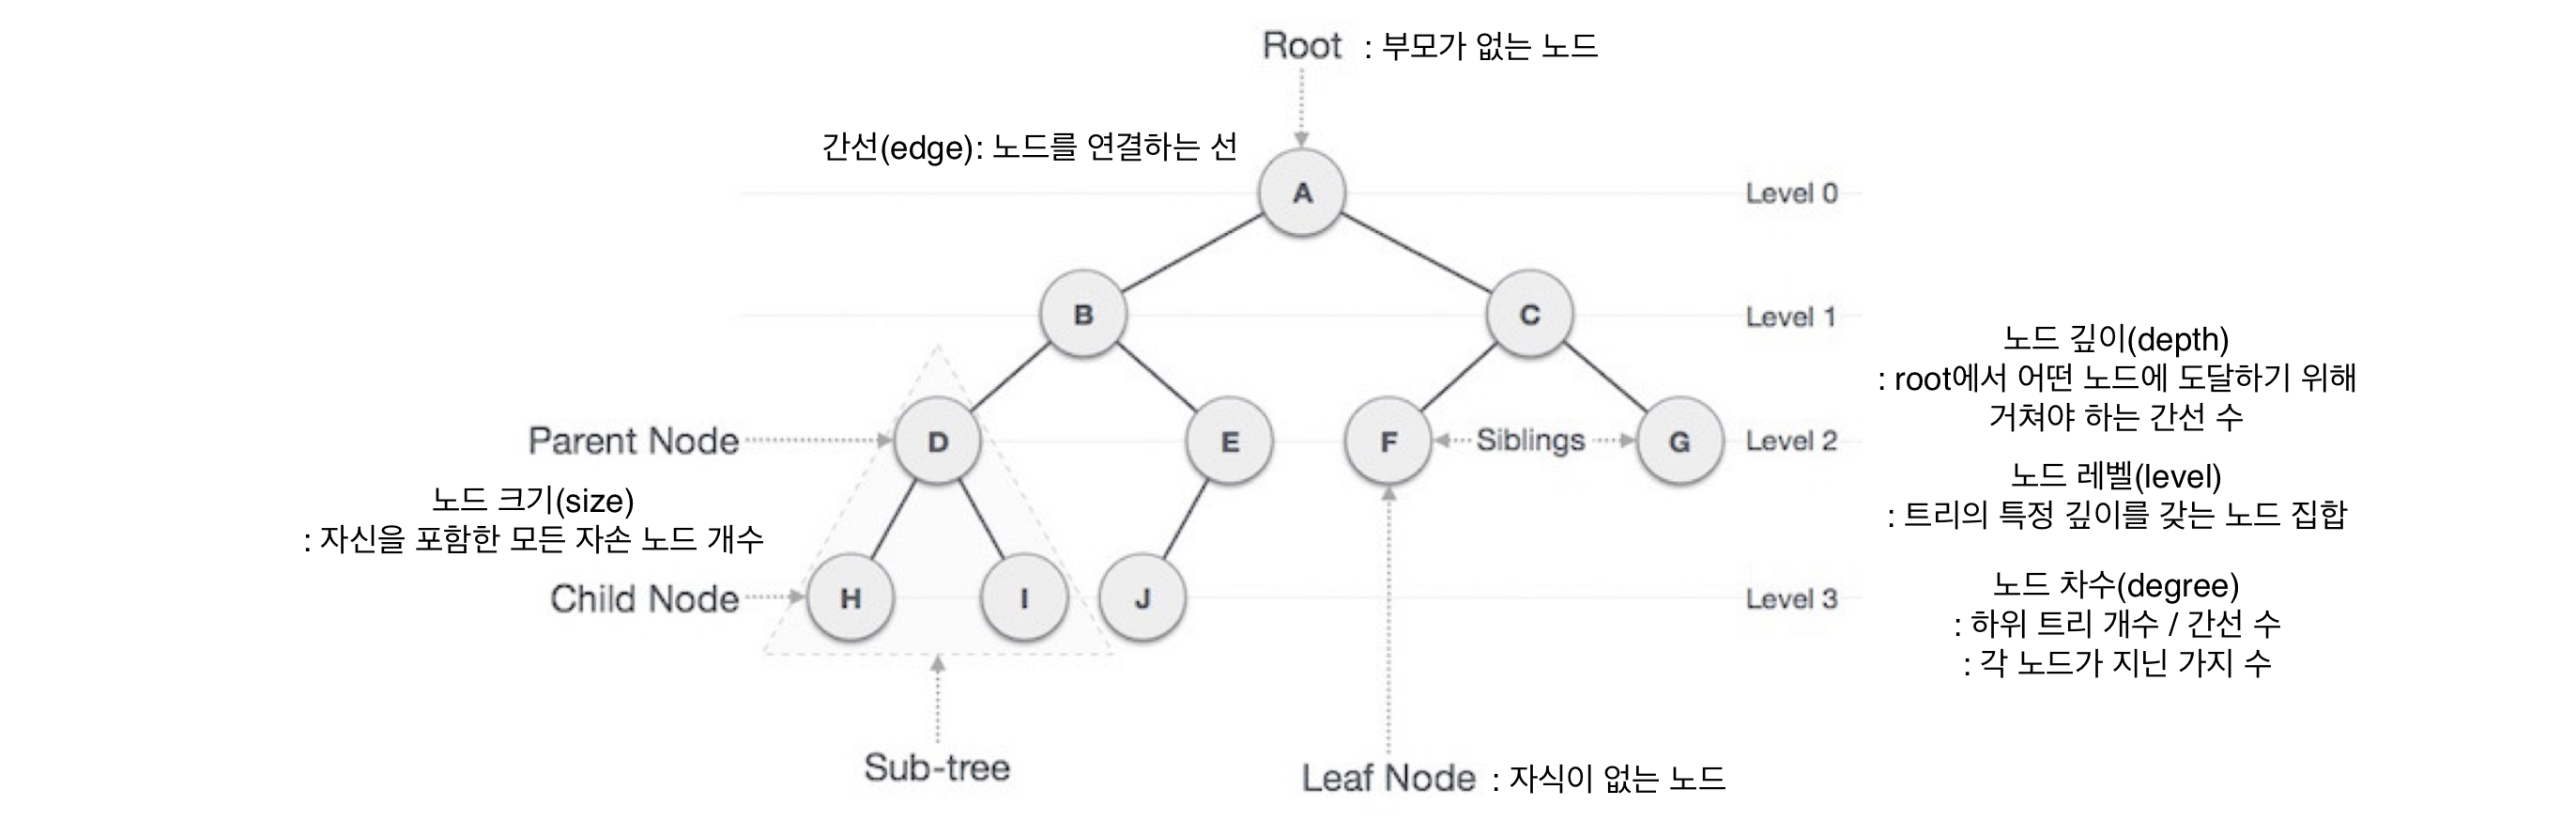 Root : 부모가 없는 노드
간선(edge): 노드를 연결하는 선
A
Level 0
B
C
Level 1
노드 깊이(depth)
: root에서 어떤 노드에 도달하기 위해
거쳐야 하는 간선 수
Parent Node
D
E
F
Siblings
G
Level 2
노드 레벨(level)
: 트리의 특정 깊이를 갖는 노드 집합
노드 크기(size)
: 자신을 포함한 모든 자손 노드 개수
Child Node
H
I
J
Level 3
노드 차수(degree)
: 하위 트리 개수 / 간선 수
: 각 노드가 지닌 가지 수
Sub-tree
Leaf Node : 자식이 없는 노드